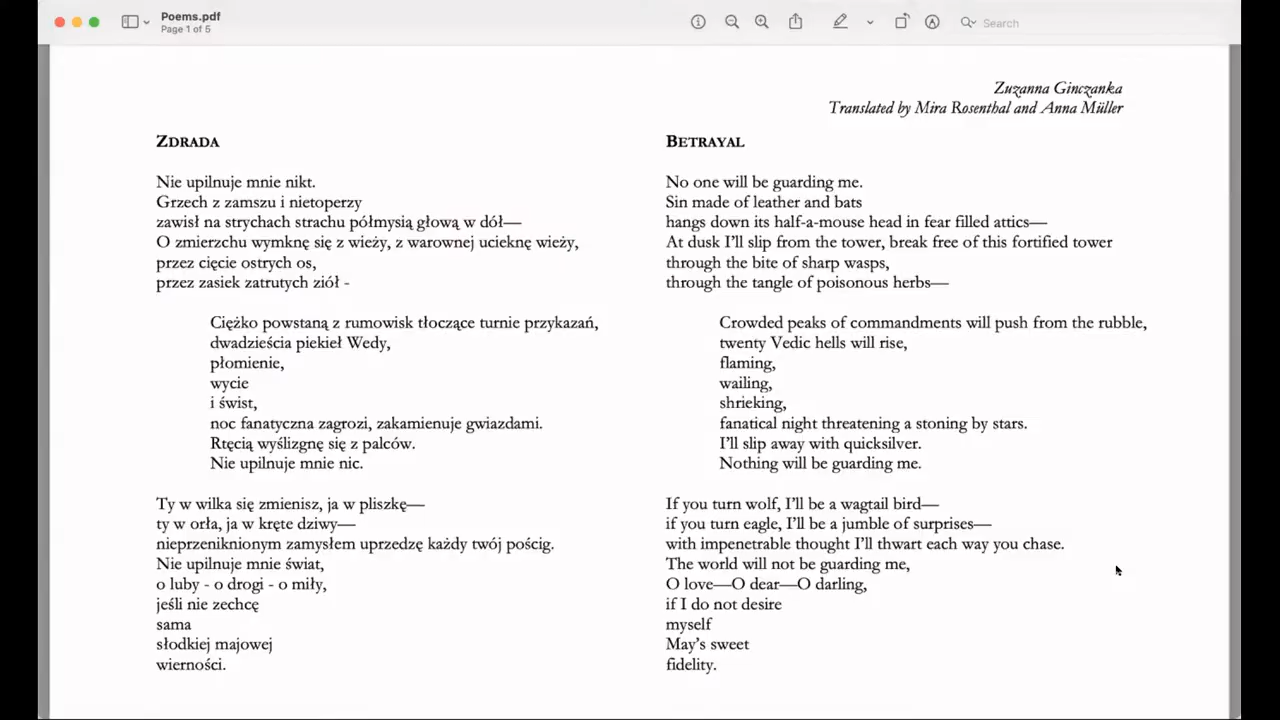 Poems.pdf
Page 1 of 5
Search
Zuzanna Ginczanka
Translated by Mira Rosenthal and Anna Müller
ZDRADA
Nie upilnuje mnie nikt.
Grzech z zamszu i nietoperzy
zawisł na strychach strachu półmysią głową w dół—
O zmierzchu wymknę się z wieży, z warownej ucieknę wieży,
przez cięcie ostrych os,
przez zasiek zatrutych ziół -
Ciężko powstaną z rumowisk tłoczące turnie przykazań,
dwadzieścia piekieł Wedy,
płomienie,
wycie
i świst,
noc fanatyczna zagrozi, zakamienuje gwiazdami.
Rtęcią wyślizgnę się z palców.
Nie upilnuje mnie nic.
Ty w wilka się zmienisz, ja w pliszkę—
ty w orła, ja w kręte dziwy—
nieprzeniknionym zamysłem uprzedzę każdy twój pościg.
Nie upilnuje mnie świat,
o luby - o drogi - o miły,
jeśli nie zechcę
sama
słodkiej majowej
wierności.
BETRAYAL
No one will be guarding me.
Sin made of leather and bats
hangs down its half-a-mouse head in fear filled attics—
At dusk I'll slip from the tower, break free of this fortified tower
through the bite of sharp wasps,
through the tangle of poisonous herbs—
Crowded peaks of commandments will push from the rubble,
twenty Vedic hells will rise,
flaming,
wailing,
shrieking,
fanatical night threatening a stoning by stars.
I'll slip away with quicksilver.
Nothing will be guarding me.
If you turn wolf, I'll be a wagtail bird—
if you turn eagle, I'll be a jumble of surprises—
with impenetrable thought I'll thwart each way you chase.
The world will not be guarding me,
O love—O dear—O darling,
if I do not desire
myself
May's sweet
fidelity.